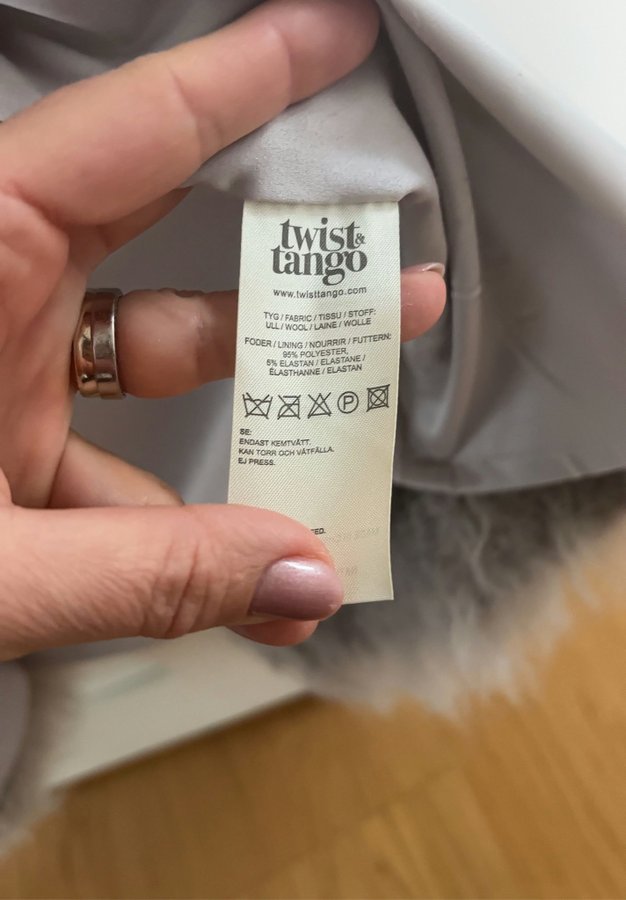 twist&
tango
www.twisttango.com
TYG / FABRIC / TISSU / STOFF:
ULL / WOOL / LAINE / WOLLE
FODER / LINING / NOURRIR / FUTTERN:
95% POLYESTER,
5% ELASTAN / ELASTANE /
ÉLASTHANNE / ELASTAN
P
SE:
ENDAST KEMTVÄTT.
KAN TORR OCH VÅTFÄLLA.
EJ PRESS.